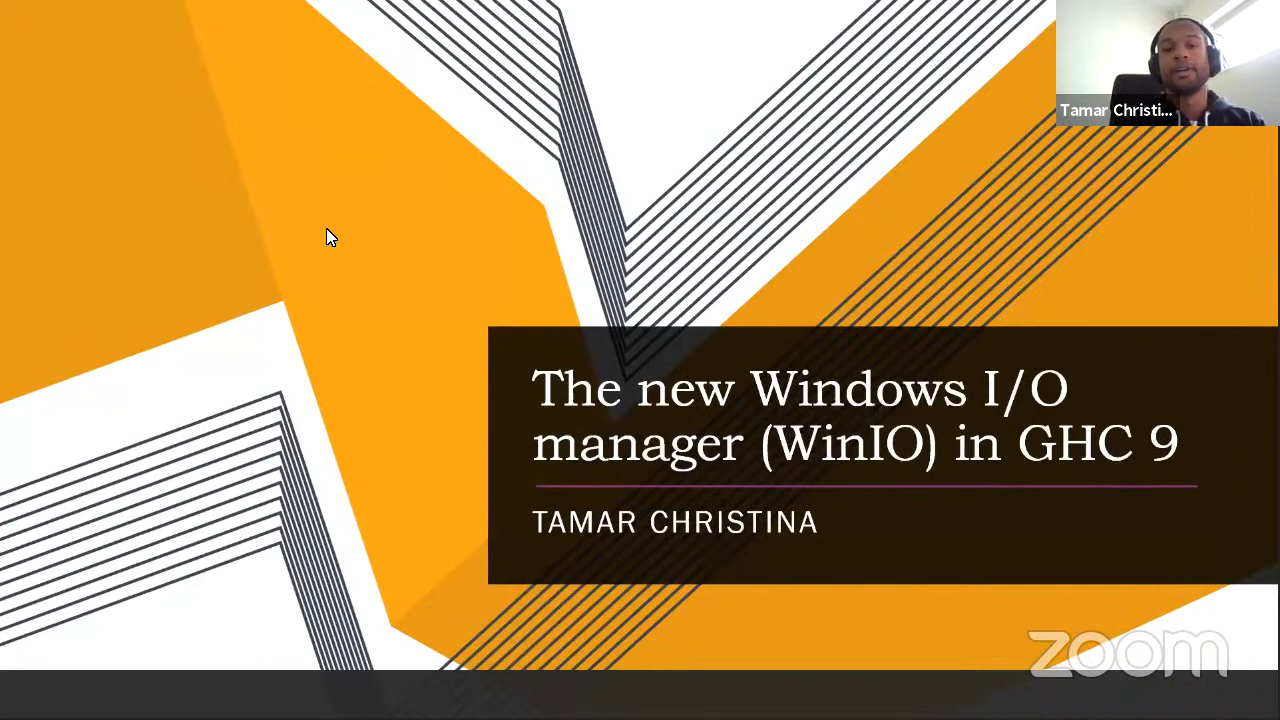 Tamar Christi...
The new Windows I/O
manager (WinIO) in GHC 9
TAMAR CHRISTINA
zoom